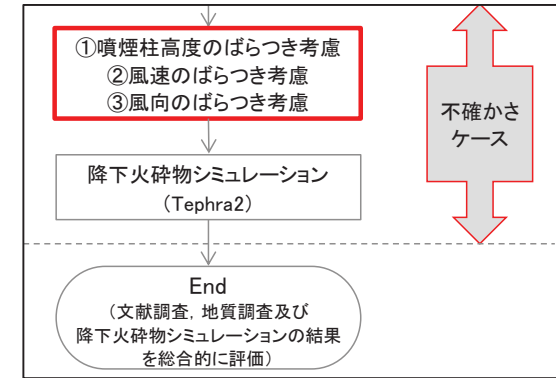 ①噴煙柱高度のばらつき考慮
②風速のばらつき考慮
③風向のばらつき考慮
不確かさ
ケース
降下火砕物シミュレーション
(Tephra2)
End
(文献調査, 地質調査及び
降下火砕物シミュレーションの結果
を総合的に評価)